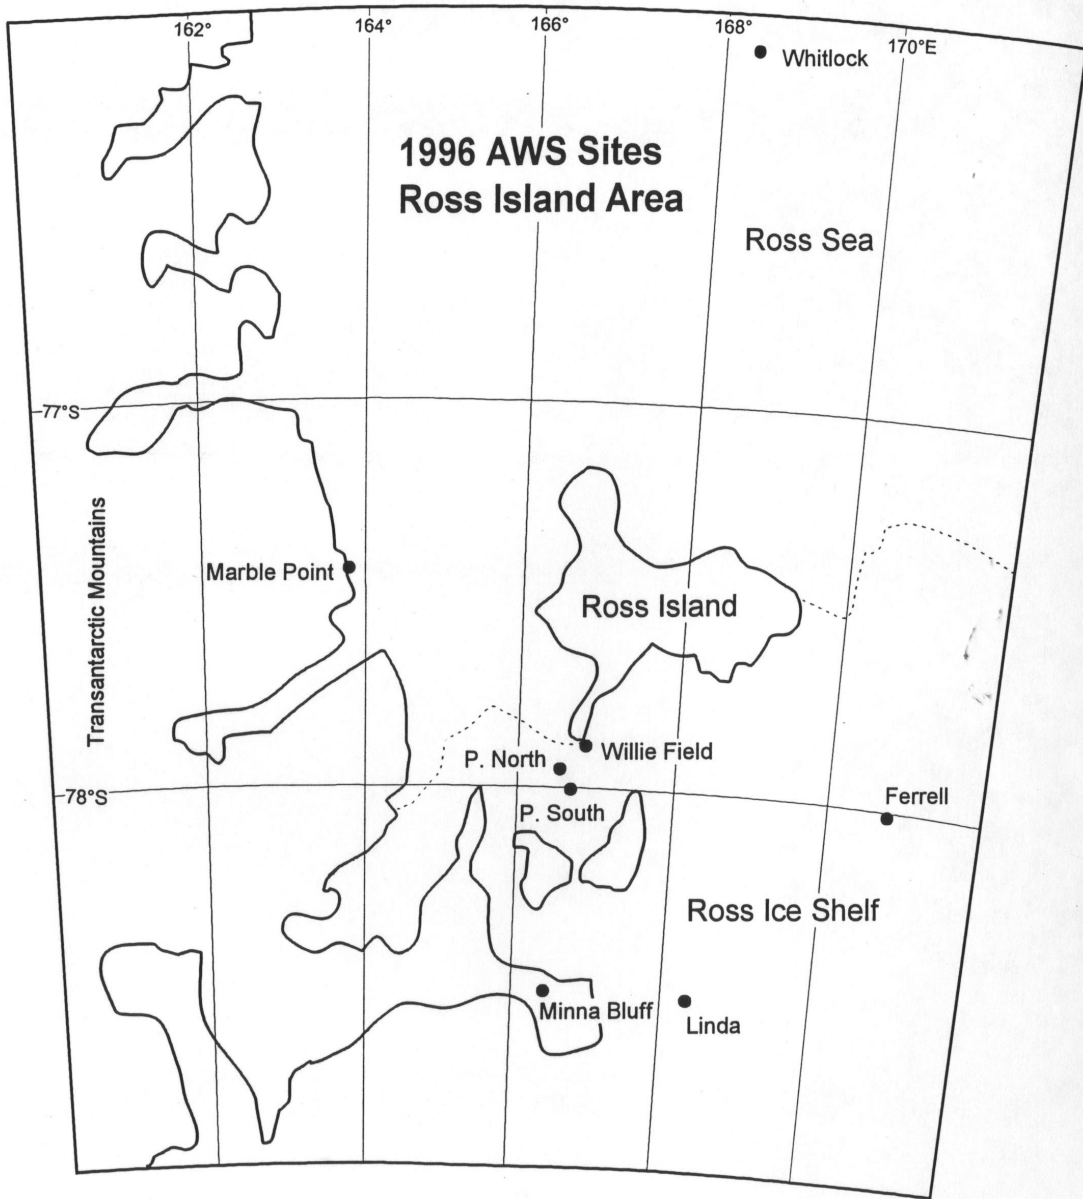 162°
164°
166°
168°
170°E
Whitlock
1996 AWS Sites
Ross Island Area
Ross Sea
77°S
Transantarctic Mountains
Marble Point
Ross Island
Willie Field
P. North
78°S
P. South
Ferrell
Ross Ice Shelf
Minna Bluff
Linda